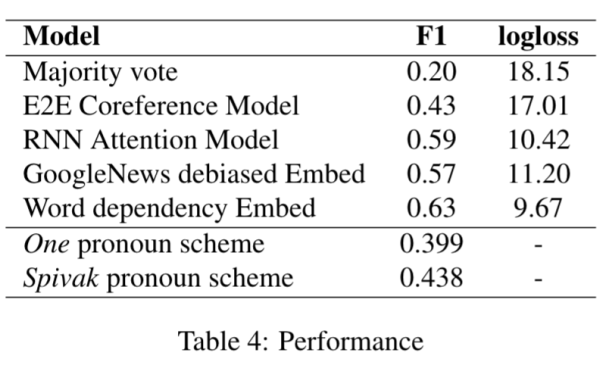 Model F1 logloss
Majority vote 0.20 18.15
E2E Coreference Model 0.43 17.01
RNN Attention Model 0.59 10.42
GoogleNews debiased Embed 0.57 11.20
Word dependency Embed 0.63 9.67
One pronoun scheme 0.399 -
Spivak pronoun scheme 0.438 -
Table 4: Performance